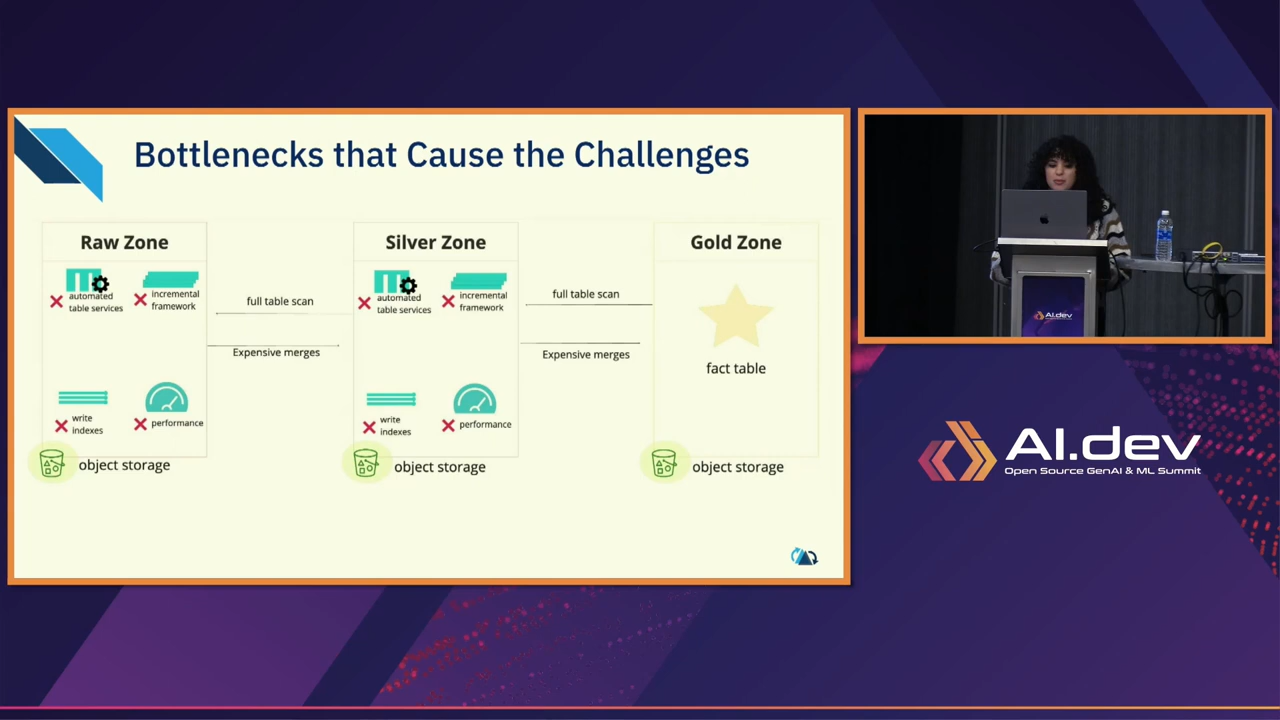 Bottlenecks that Cause the Challenges
Raw Zone
automated
table services
incremental
framework
write
indexes
performance
object storage
full table scan
Expensive merges
Silver Zone
automated
table services
incremental
framework
write
indexes
performance
object storage
full table scan
Expensive merges
Gold Zone
fact table
object storage
AI.dev
AI.dev
Open Source GenAI & ML Summit